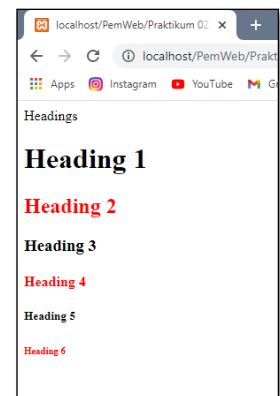 localhost/PemWeb/Praktikum 02
localhost/PemWeb/Prakt
Apps Instagram YouTube
Headings
Heading 1
Heading 2
Heading 3
Heading 4
Heading 5
Heading 6